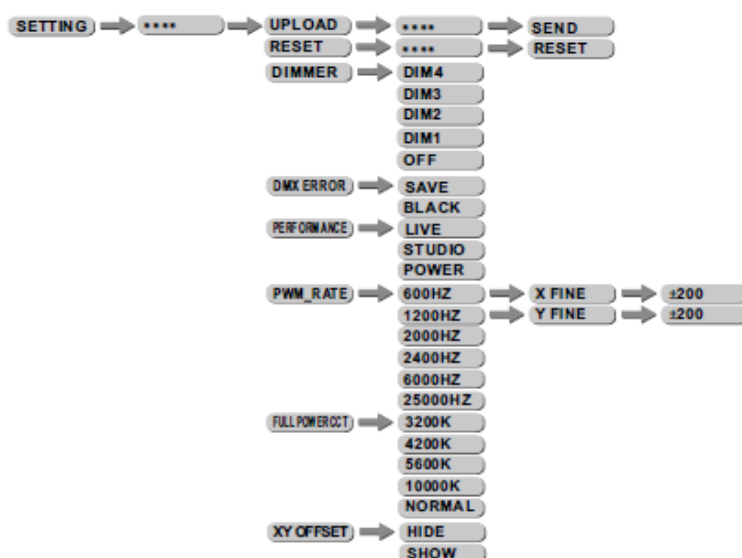 SETTING **** UPLOAD **** SEND
RESET **** RESET
DIMMER DIM4
DIM3
DIM2
DIM1
OFF
DMX ERROR SAVE
BLACK
PERFORMANCE LIVE
STUDIO
POWER
PWM_RATE 600HZ X FINE ±200
1200HZ Y FINE ±200
2000HZ
2400HZ
6000HZ
25000HZ
FULL POWER CCT 3200K
4200K
5600K
10000K
NORMAL
XY OFFSET HIDE
SHOW